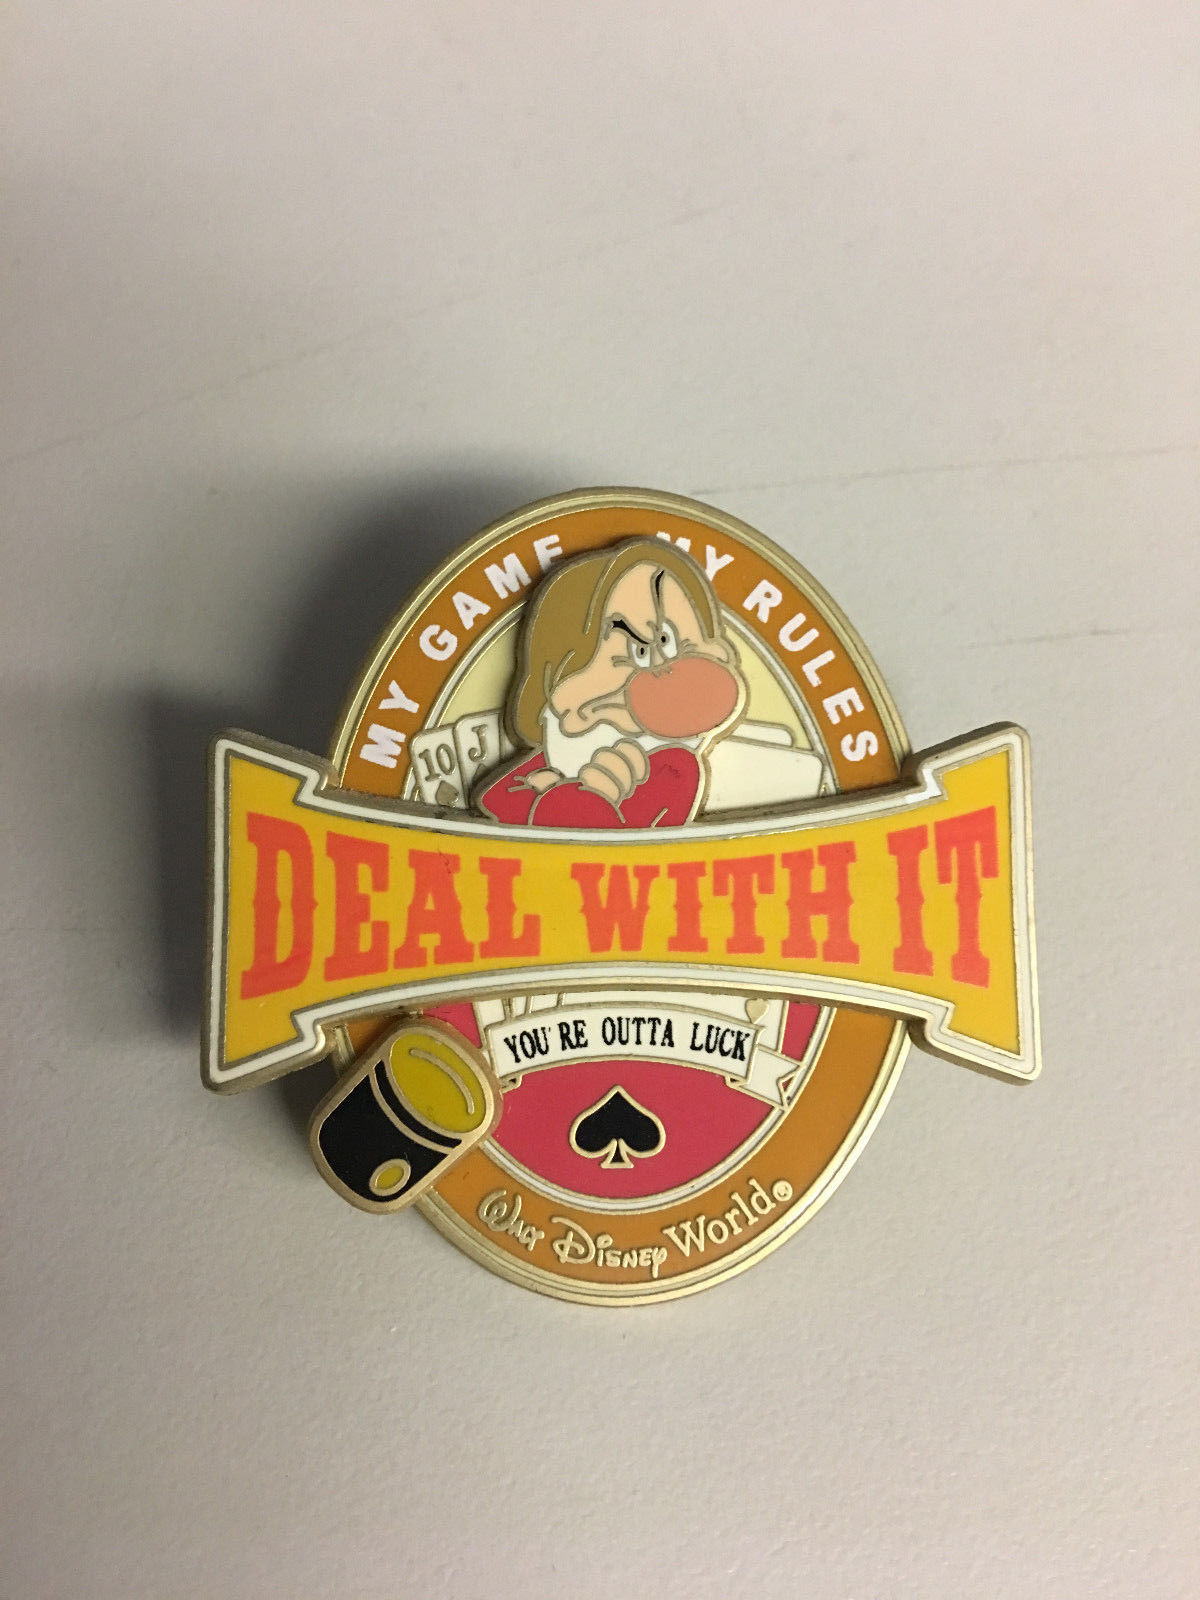 MY GAME MY RULES
10 J
DEAL WITH IT
YOU'RE OUTTA LUCK
Walt Disney World®